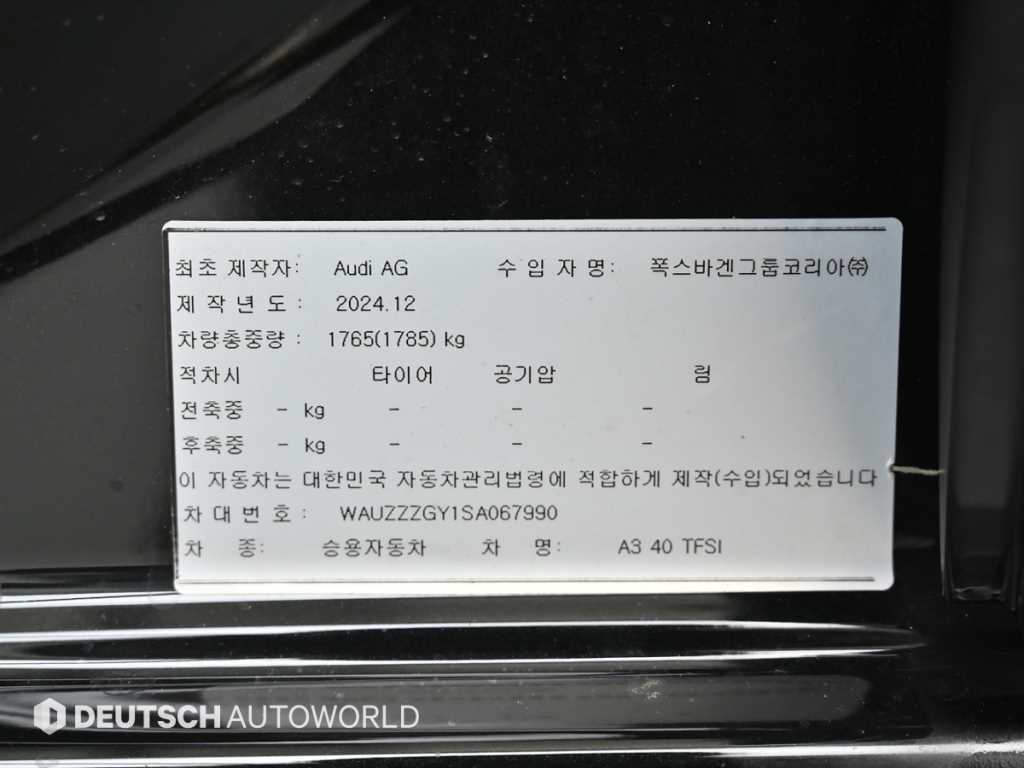 최초 제작자: Audi AG 수 입 자 명: 폭스바겐그룹코리아㈜
제 작 년 도 : 2024.12
차량총중량 : 1765(1785) kg
적차시 타이어 공기압 림
전축중 - kg - - -
후축중 - kg - - -
이 자동차는 대한민국 자동차관리법령에 적합하게 제작(수입)되었습니다
차 대 번 호 : WAUZZZGY1SA067990
차 종: 승용자동차 차 명: A3 40 TFSI
DEUTSCH AUTOWORLD